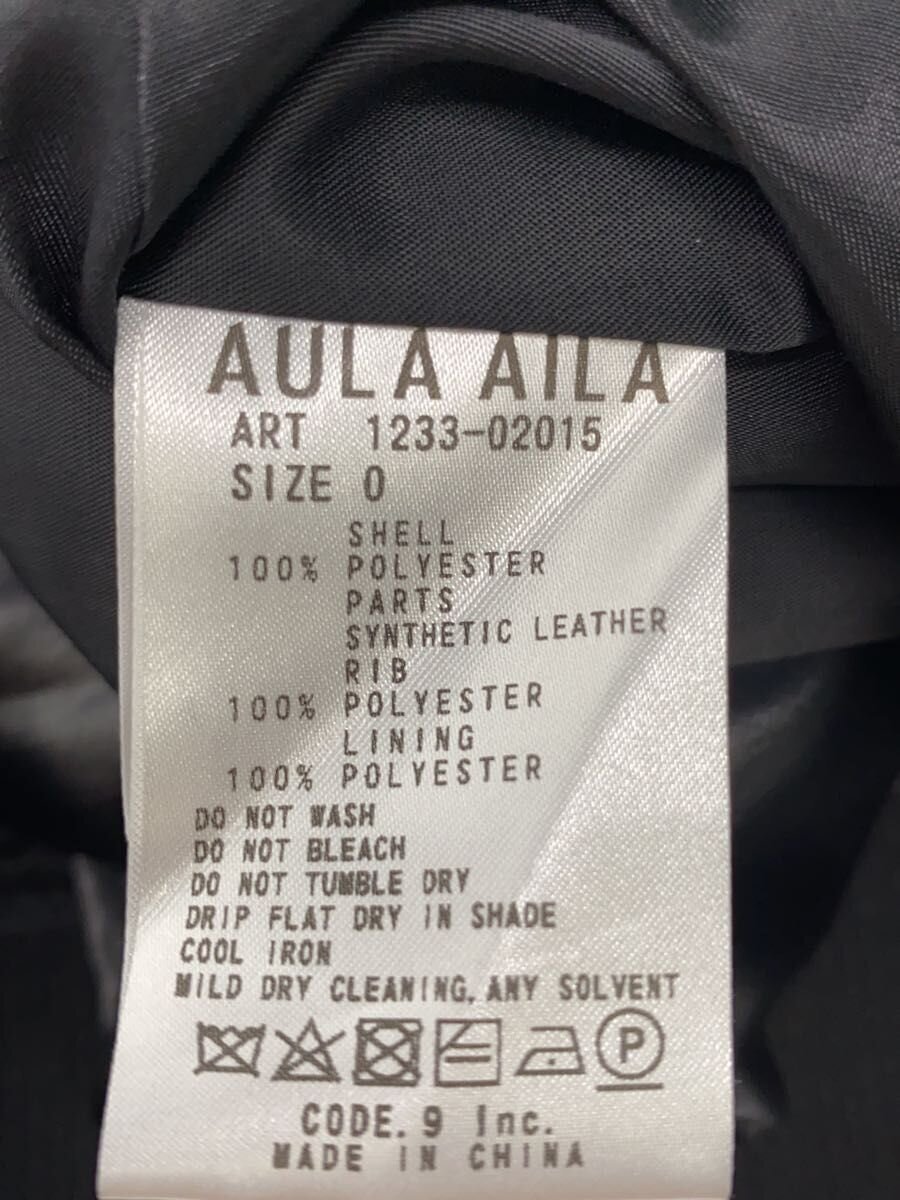 AULA AILA
ART 1233-02015
SIZE 0
SHELL
100% POLYESTER
PARTS
SYNTHETIC LEATHER
RIB
100% POLYESTER
LINING
100% POLYESTER
DO NOT WASH
DO NOT BLEACH
DO NOT TUMBLE DRY
DRIP FLAT DRY IN SHADE
COOL IRON
MILD DRY CLEANING, ANY SOLVENT
P
CODE. 9 Inc.
MADE IN CHINA